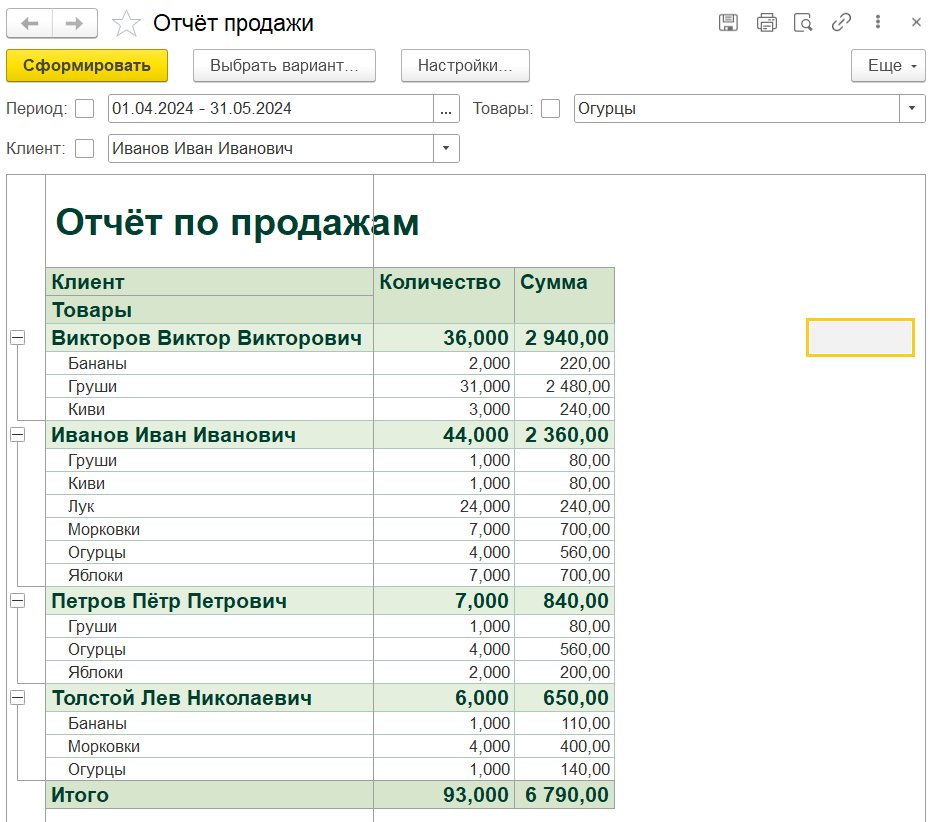 Отчёт продажи
Сформировать Выбрать вариант... Настройки... Еще
Период: 01.04.2024 - 31.05.2024 ... Товары: Огурцы
Клиент: Иванов Иван Иванович
Отчёт по продажам
Клиент Количество Сумма
Товары
Викторов Виктор Викторович 36,000 2 940,00
Бананы 2,000 220,00
Груши 31,000 2 480,00
Киви 3,000 240,00
Иванов Иван Иванович 44,000 2 360,00
Груши 1,000 80,00
Киви 1,000 80,00
Лук 24,000 240,00
Морковки 7,000 700,00
Огурцы 4,000 560,00
Яблоки 7,000 700,00
Петров Пётр Петрович 7,000 840,00
Груши 1,000 80,00
Огурцы 4,000 560,00
Яблоки 2,000 200,00
Толстой Лев Николаевич 6,000 650,00
Бананы 1,000 110,00
Морковки 4,000 400,00
Огурцы 1,000 140,00
Итого 93,000 6 790,00